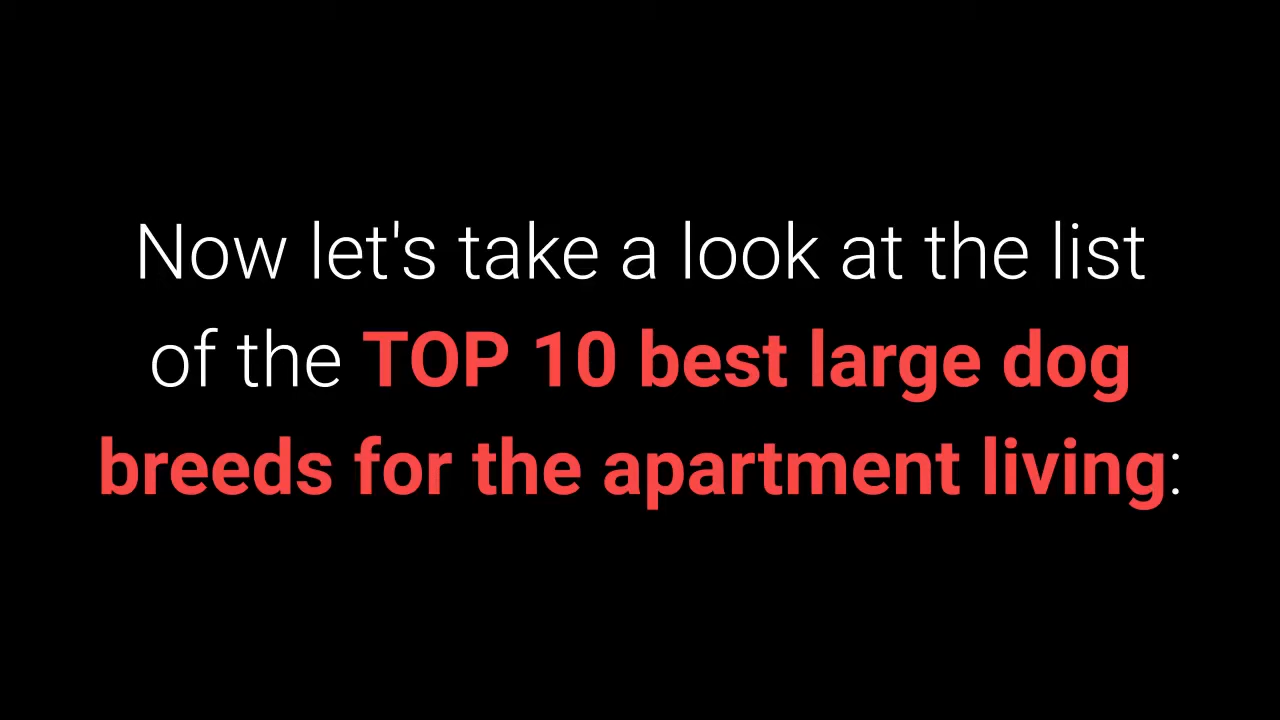 Now let's take a look at the list
of the TOP 10 best large dog
breeds for the apartment living: